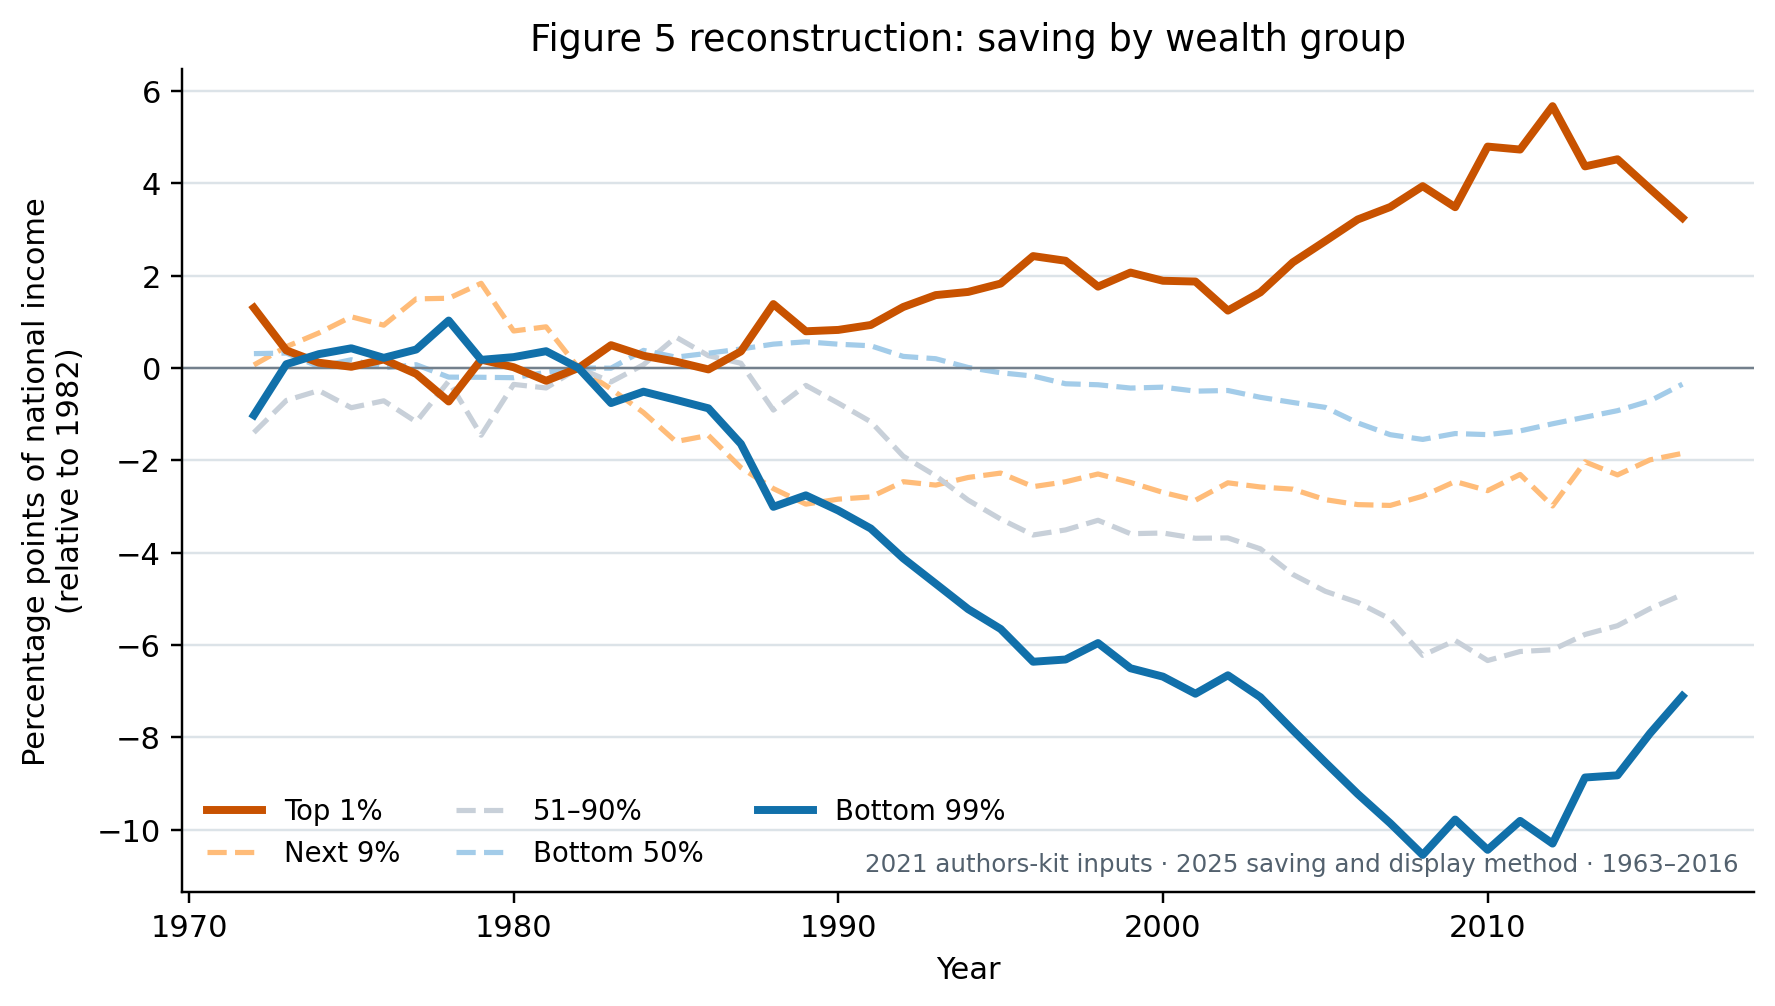 Figure 5 reconstruction: saving by wealth group
Percentage points of national income
(relative to 1982)
6
4
2
0
−2
−4
−6
−8
−10
Top 1%
Next 9%
51–90%
Bottom 50%
Bottom 99%
2021 authors-kit inputs · 2025 saving and display method · 1963–2016
1970
1980
1990
2000
2010
Year